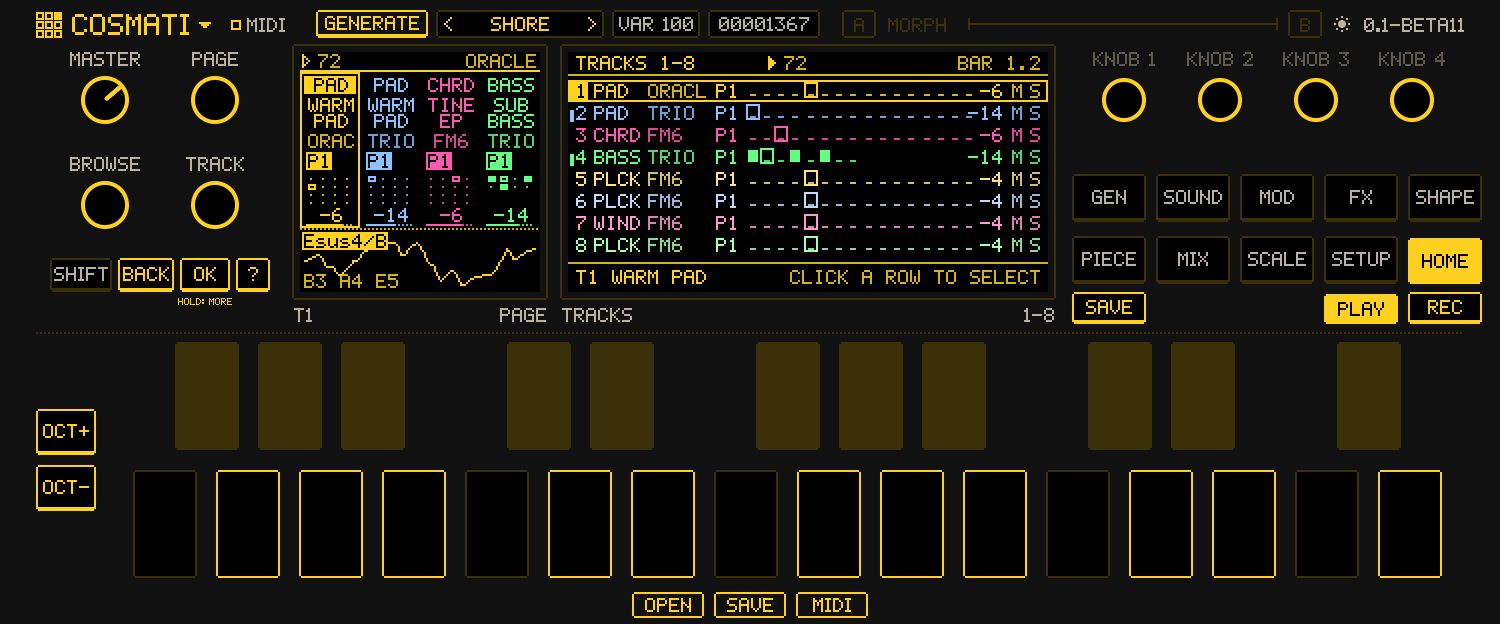 COSMATI MIDI GENERATE < SHORE > VAR 100 00001367 A MORPH B 0.1-BETA11
MASTER PAGE
BROWSE TRACK
SHIFT BACK OK ?
HOLD: MORE
72 ORACLE
PAD PAD CHRD BASS
WARM WARM TINE SUB
PAD PAD EP BASS
ORAC TRIO FM6 TRIO
P1 P1 P1 P1
-6 -14 -6 -14
Esus4/B
B3 A4 E5
T1 PAGE
TRACKS 1-8 72 BAR 1.2
1 PAD ORACL P1 -6 M S
2 PAD TRIO P1 -14 M S
3 CHRD FM6 P1 -6 M S
4 BASS TRIO P1 -14 M S
5 PLCK FM6 P1 -4 M S
6 PLCK FM6 P1 -4 M S
7 WIND FM6 P1 -4 M S
8 PLCK FM6 P1 -4 M S
T1 WARM PAD CLICK A ROW TO SELECT
TRACKS 1-8
KNOB 1 KNOB 2 KNOB 3 KNOB 4
GEN SOUND MOD FX SHAPE
PIECE MIX SCALE SETUP HOME
SAVE PLAY REC
OCT+
OCT-
OPEN SAVE MIDI